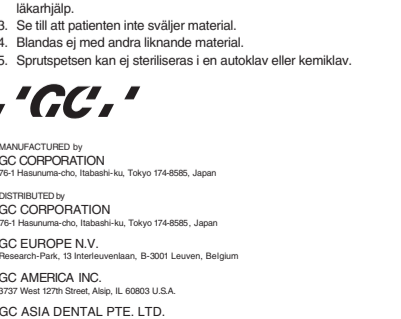 läkarhjälp.
3. Se till att patienten inte sväljer material.
4. Blandas ej med andra liknande material.
5. Sprutspetsen kan ej steriliseras i en autoklav eller kemiklav.
'GC,'
MANUFACTURED by
GC CORPORATION
76-1 Hasunuma-cho, Itabashi-ku, Tokyo 174-8585, Japan
DISTRIBUTED by
GC CORPORATION
76-1 Hasunuma-cho, Itabashi-ku, Tokyo 174-8585, Japan
GC EUROPE N.V.
Research-Park, 13 Interleuvenlaan, B-3001 Leuven, Belgium
GC AMERICA INC.
3737 West 127th Street, Alsip, IL 60803 U.S.A.
GC ASIA DENTAL PTE. LTD.